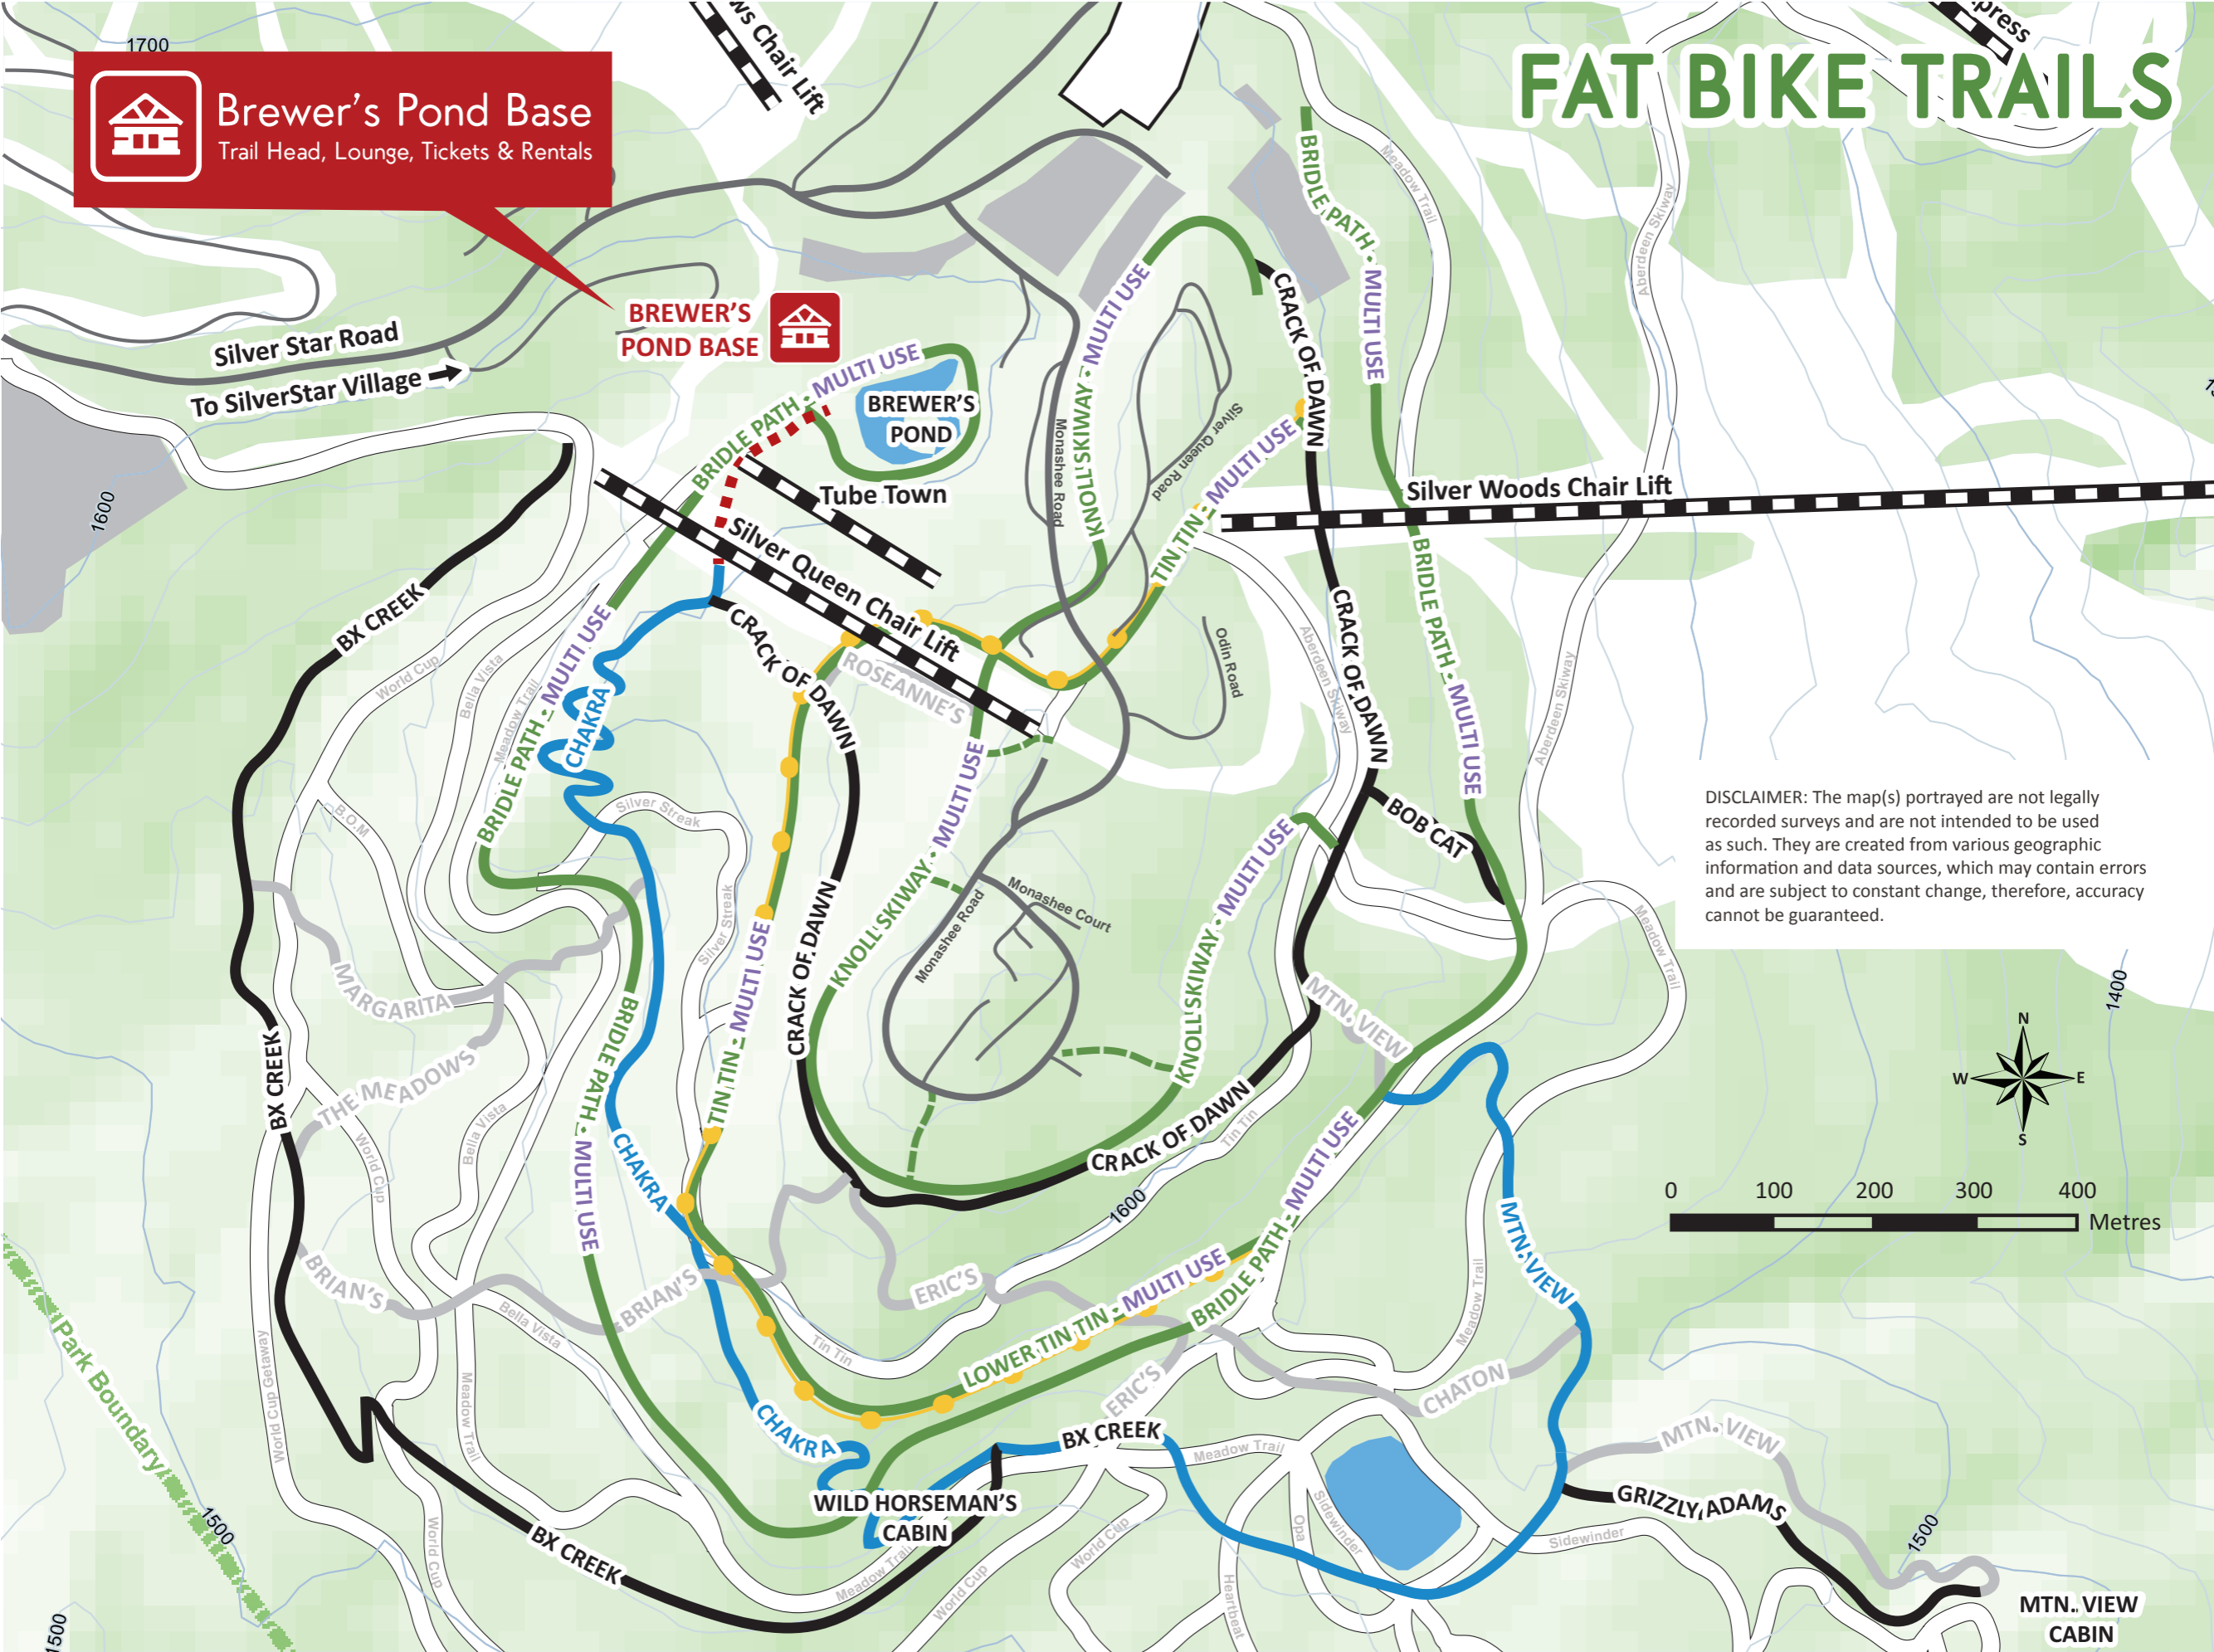 1700
ws Chair Lift
press
FAT BIKE TRAILS
Brewer's Pond Base
Trail Head, Lounge, Tickets & Rentals
BRIDLE PATH - MULTI USE
Meadow Trail
Aberdeen Skiway
CRACK OF DAWN
KNOLL SKIWAY - MULTI USE
BREWER'S
POND BASE
Silver Star Road
To SilverStar Village
BRIDLE PATH - MULTI USE
BREWER'S
POND
Monashee Road
Silver Queen Road
TIN TIN - MULTI USE
Tube Town
Silver Woods Chair Lift
1600
Silver Queen Chair Lift
BX CREEK
World Cup
Bella Vista
Meadow Trail
BRIDLE PATH - MULTI USE
CHAKRA
CRACK OF DAWN
ROSEANNE'S
Odin Road
Aberdeen Skiway
CRACK OF DAWN
BRIDLE PATH - MULTI USE
Aberdeen Skiway
B.O.M
Silver Streak
Silver Streak
KNOLL SKIWAY - MULTI USE
BOB CAT
DISCLAIMER: The map(s) portrayed are not legally
recorded surveys and are not intended to be used
as such. They are created from various geographic
information and data sources, which may contain errors
and are subject to constant change, therefore, accuracy
cannot be guaranteed.
Monashee Road
Monashee Court
KNOLL SKIWAY - MULTI USE
Meadow Trail
MARGARITA
THE MEADOWS
CRACK OF DAWN
TIN TIN - MULTI USE
BRIDLE PATH - MULTI USE
MTN. VIEW
1400
N
W
E
S
BX CREEK
World Cup
Bella Vista
CHAKRA
CRACK OF DAWN
Tin Tin
1600
BRIDLE PATH - MULTI USE
0 100 200 300 400
Metres
MTN. VIEW
BRIAN'S
BRIAN'S
ERIC'S
Bella Vista
Tin Tin
LOWER TIN TIN - MULTI USE
Meadow Trail
Park Boundary
World Cup Getaway
Meadow Trail
CHAKRA
ERIC'S
CHATON
BX CREEK
Meadow Trail
MTN. VIEW
GRIZZLY ADAMS
WILD HORSEMAN'S
CABIN
Sidewinder
Opa
Sidewinder
1500
1500
World Cup
BX CREEK
Meadow Trail
World Cup
World Cup
Heartbeat
1500
MTN. VIEW
CABIN